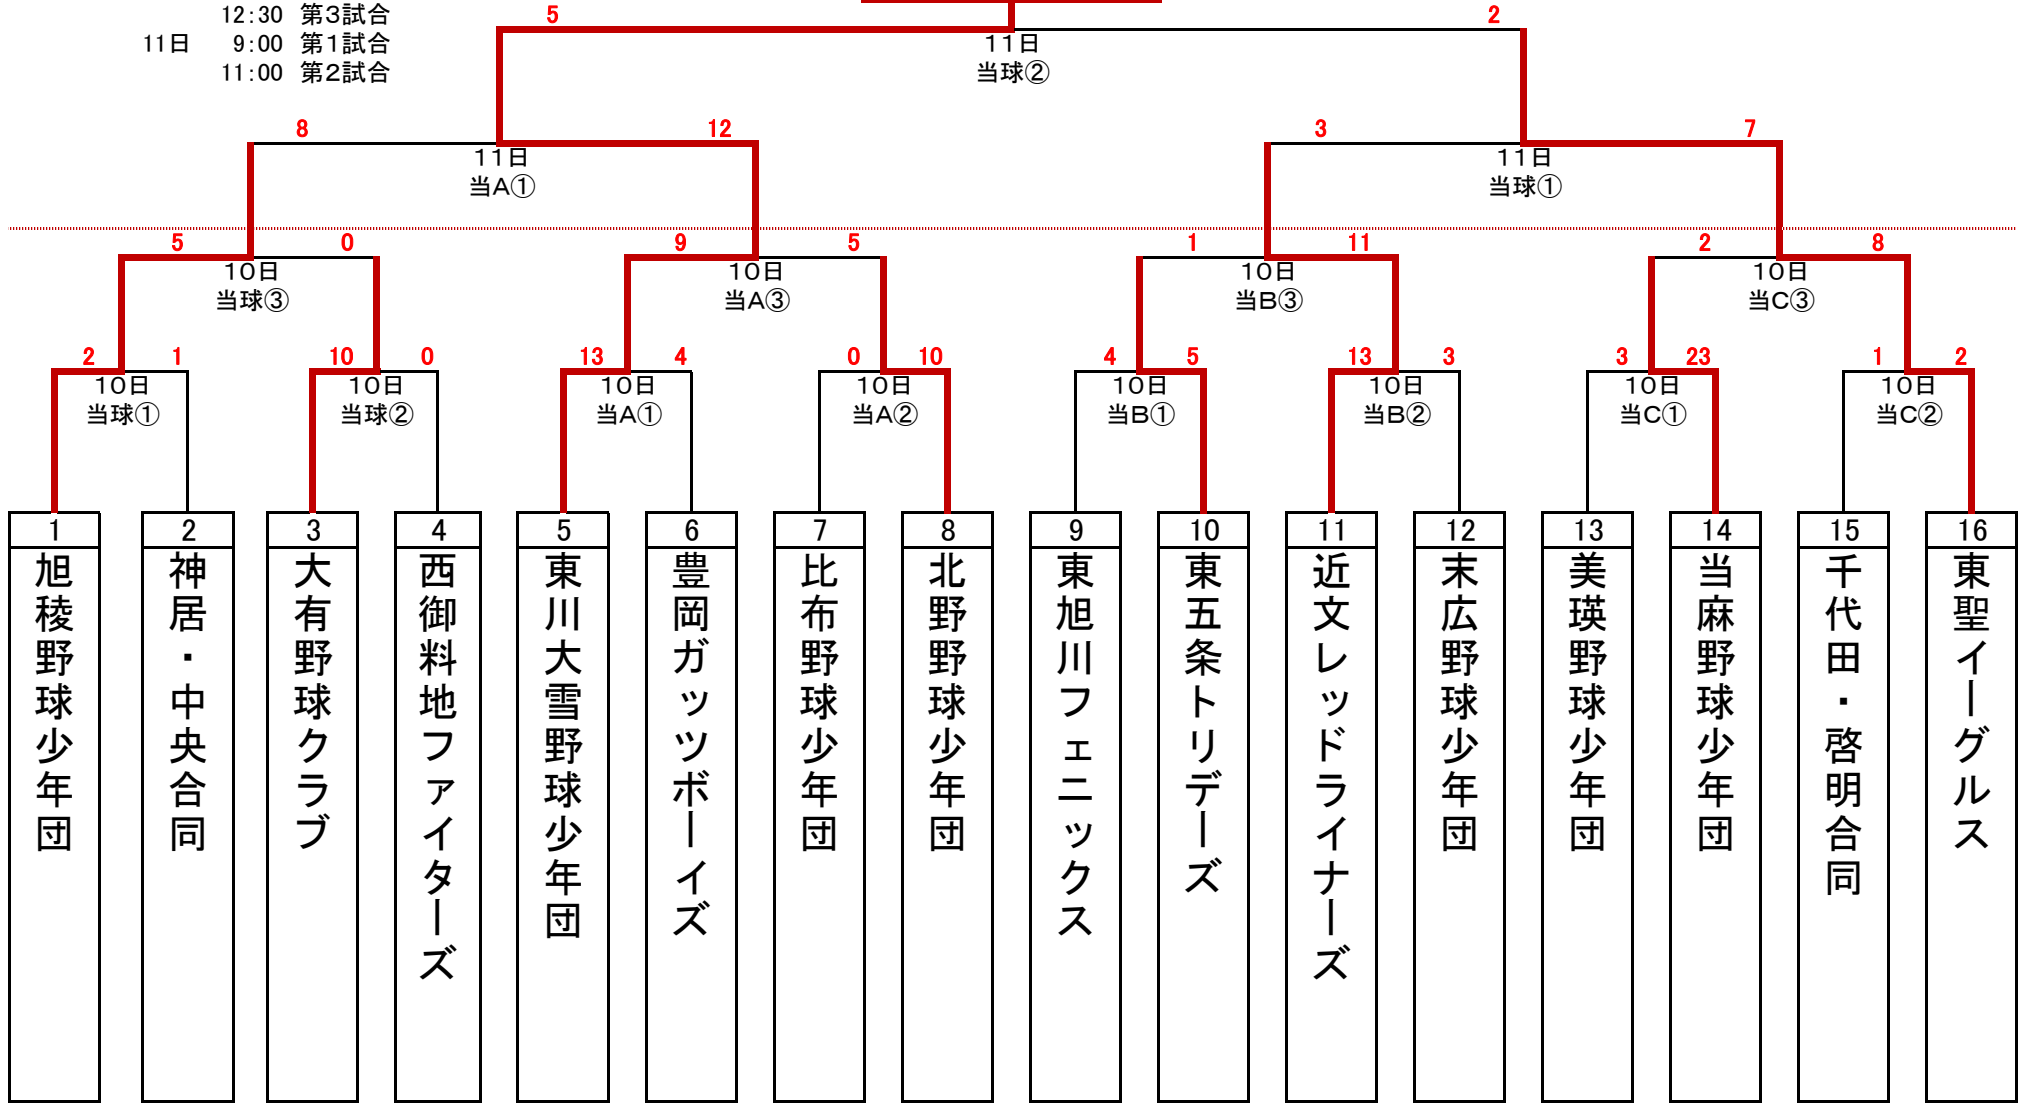 12:30 第3試合
11日 9:00 第1試合
11:00 第2試合
5 2
11日
当球②
8 12 3 7
11日 11日
当A① 当球①
5 0 9 5 1 11 2 8
10日 10日 10日 10日
当球③ 当A③ 当B③ 当C③
2 1 10 0 13 4 0 10 4 5 13 3 3 23 1 2
10日 10日 10日 10日 10日 10日 10日 10日
当球① 当球② 当A① 当A② 当B① 当B② 当C① 当C②
1 2 3 4 5 6 7 8 9 10 11 12 13 14 15 16
旭稜野球少年団
神居・中央合同
大有野球クラブ
西御料地ファイターズ
東川大雪野球少年団
豊岡ガッツボーイズ
比布野球少年団
北野野球少年団
東旭川フェニックス
東五条トリデーズ
近文レッドライナーズ
末広野球少年団
美瑛野球少年団
当麻野球少年団
千代田・啓明合同
東聖イーグルス